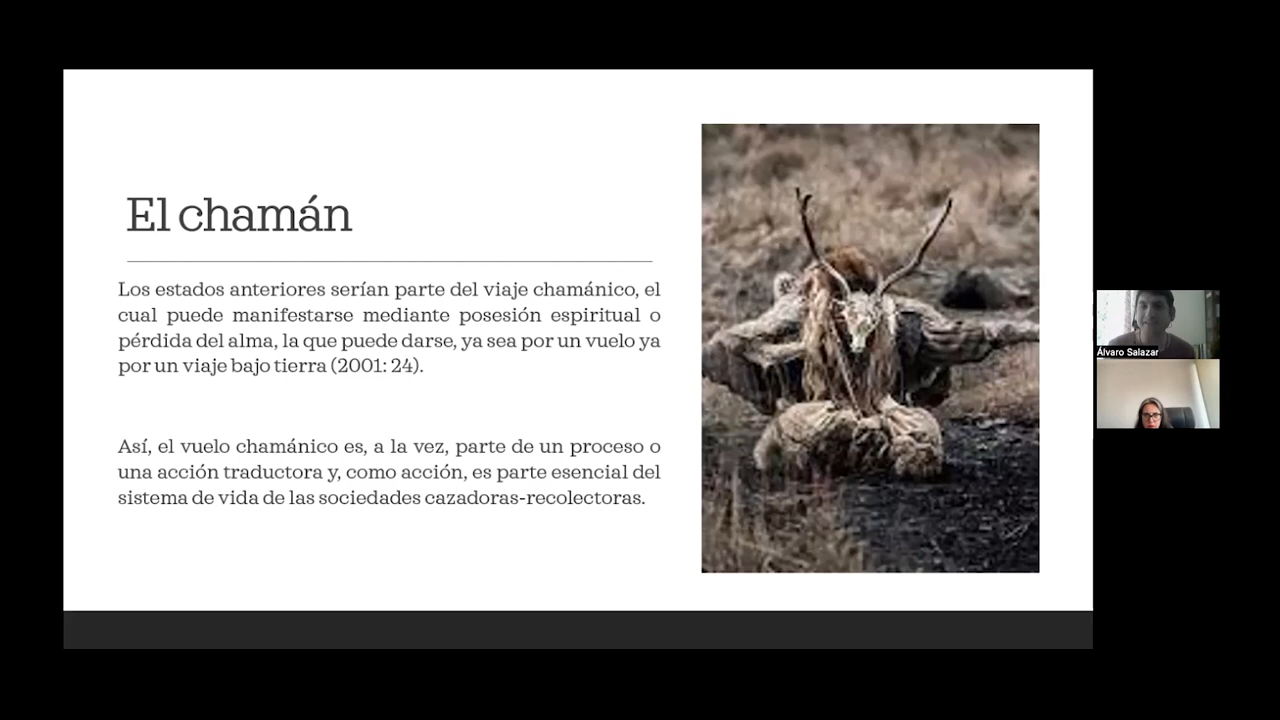 El chamán
Los estados anteriores serían parte del viaje chamánico, el
cual puede manifestarse mediante posesión espiritual o
pérdida del alma, la que puede darse, ya sea por un vuelo ya
por un viaje bajo tierra (2001: 24).
Así, el vuelo chamánico es, a la vez, parte de un proceso o
una acción traductora y, como acción, es parte esencial del
sistema de vida de las sociedades cazadoras-recolectoras.
Álvaro Salazar